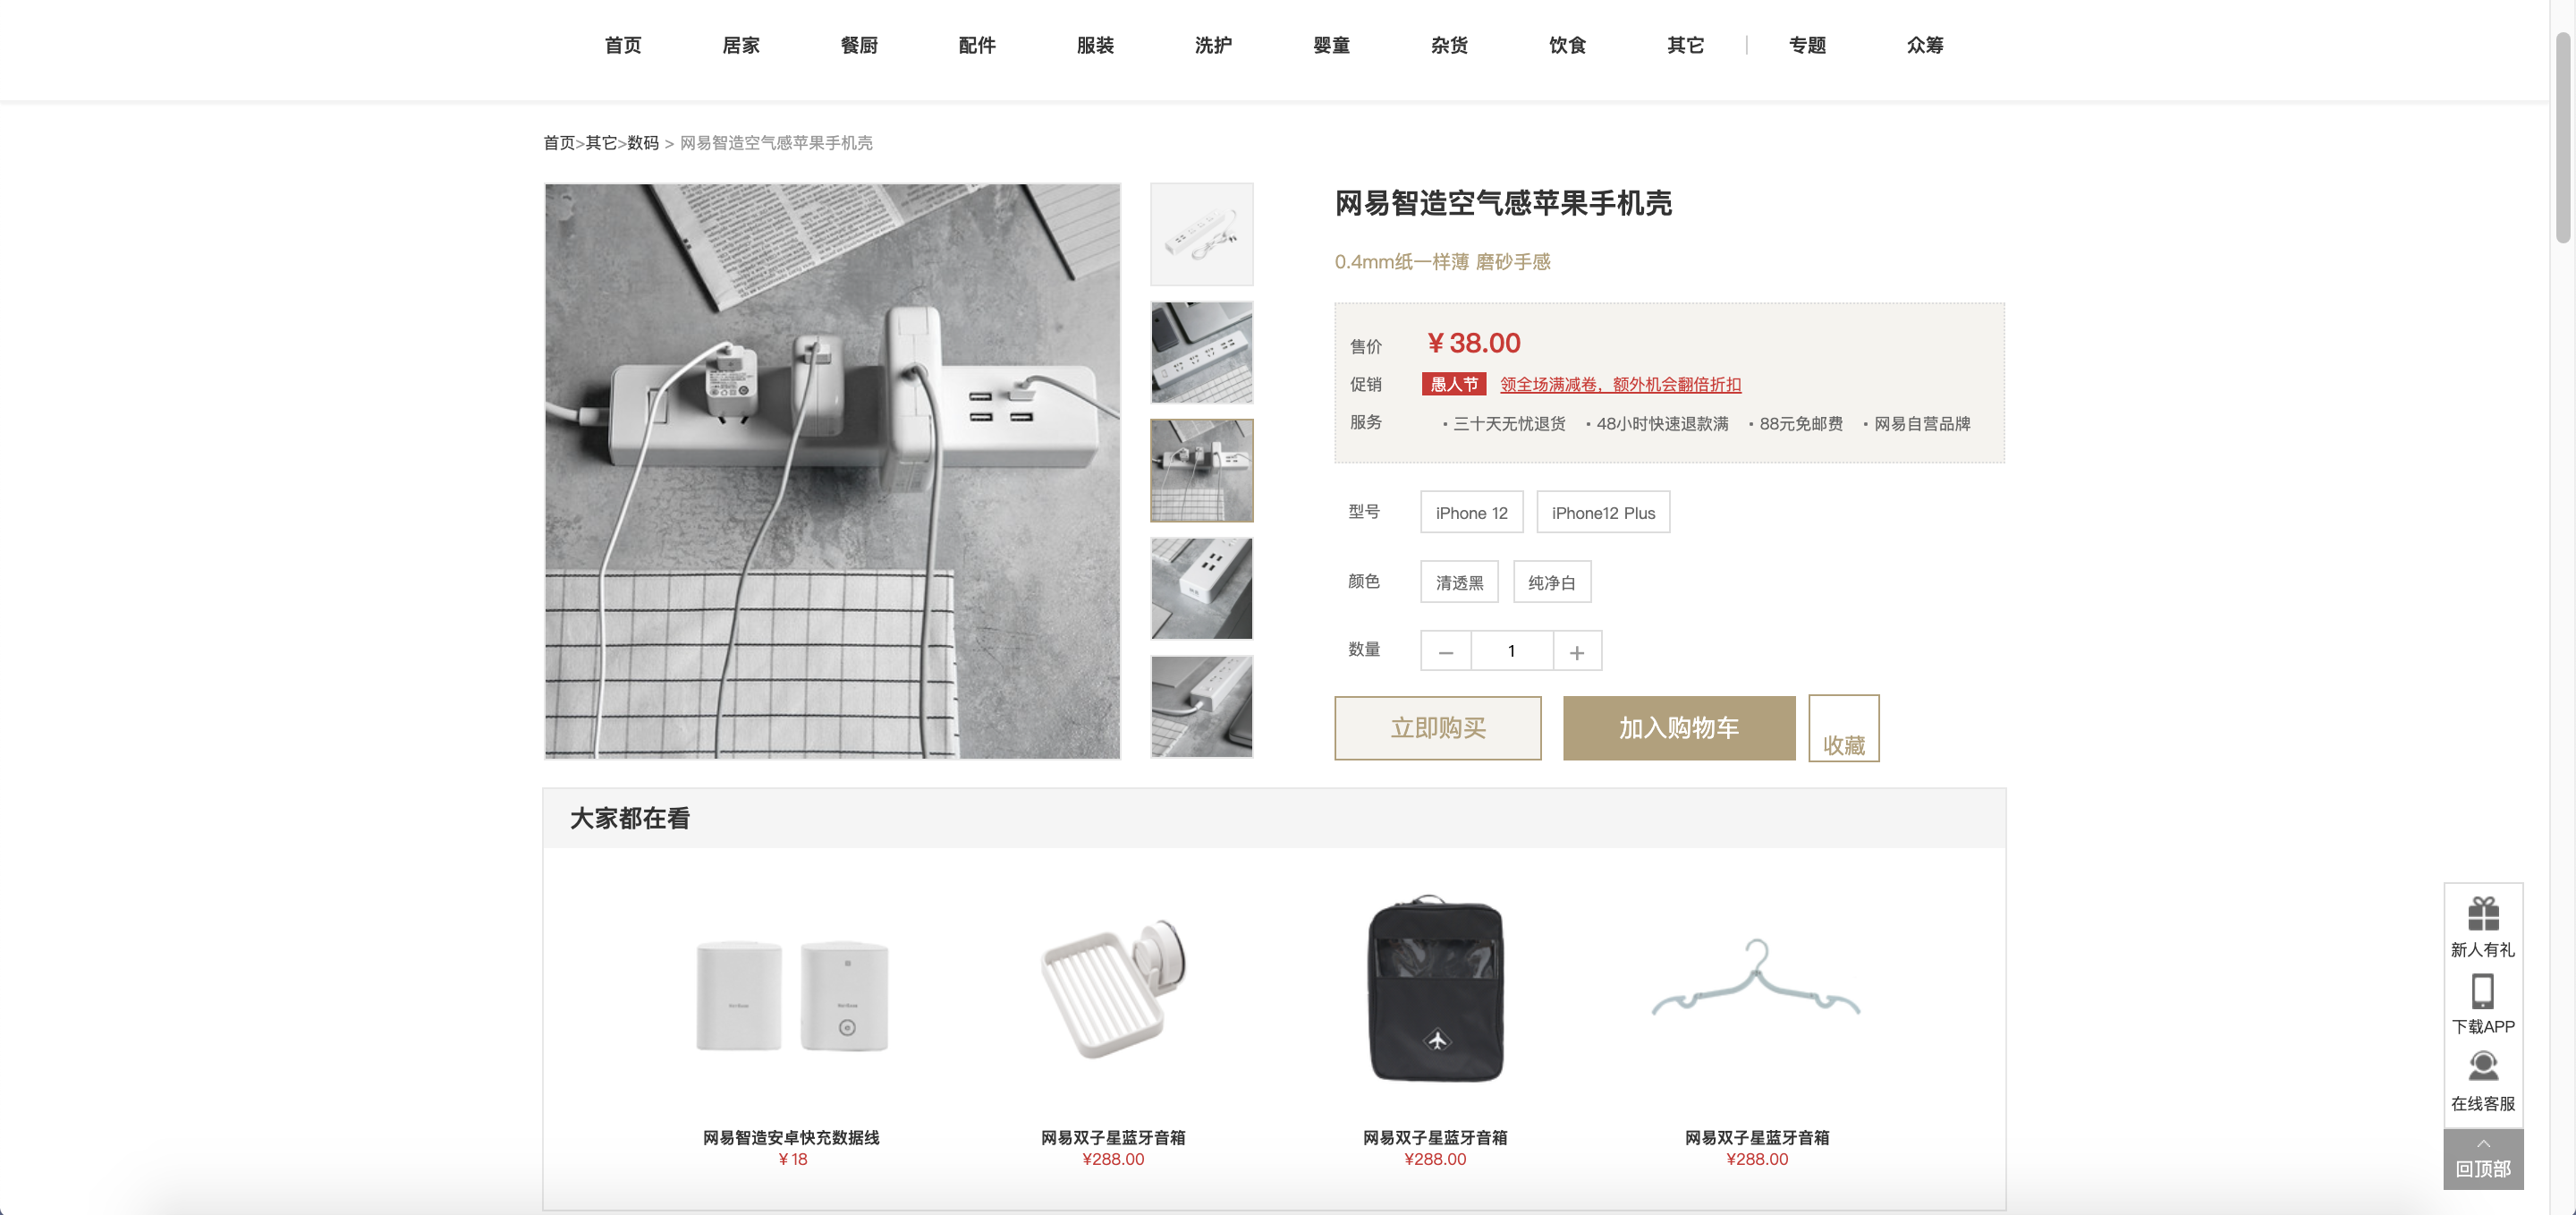 首页 居家 餐厨 配件 服装 洗护 婴童 杂货 饮食 其它 专题 众筹
首页>其它>数码 > 网易智造空气感苹果手机壳
网易智造空气感苹果手机壳
0.4mm纸一样薄 磨砂手感
售价 ¥ 38.00
促销 愚人节 领全场满减卷，额外机会翻倍折扣
服务 · 三十天无忧退货 · 48小时快速退款满 · 88元免邮费 · 网易自营品牌
型号 iPhone 12 iPhone12 Plus
颜色 清透黑 纯净白
数量 － 1 ＋
立即购买 加入购物车 收藏
大家都在看
网易智造安卓快充数据线
¥ 18
网易双子星蓝牙音箱
¥288.00
网易双子星蓝牙音箱
¥288.00
网易双子星蓝牙音箱
¥288.00
新人有礼
下载APP
在线客服
回顶部